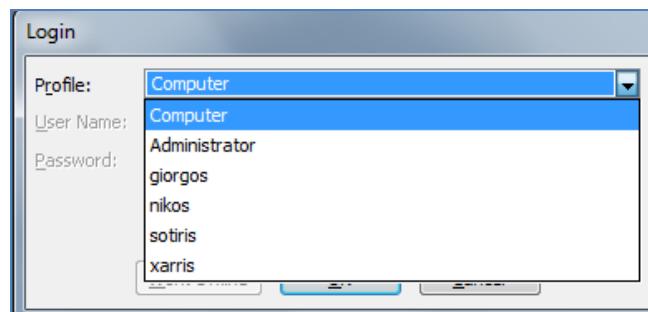 Login
Profile:
Computer
User Name:
Computer
Administrator
Password:
giorgos
nikos
sotiris
xarris